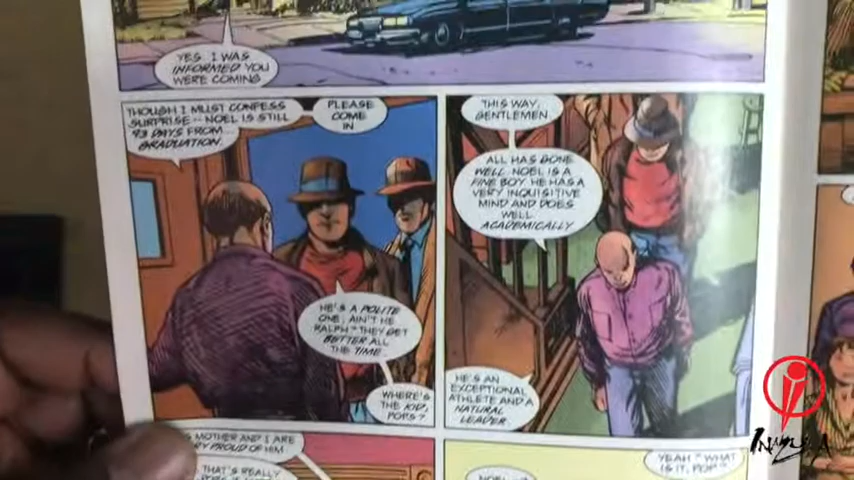 YES. I WAS
INFORMED YOU
WERE COMING
THOUGH I MUST CONFESS
SURPRISE-- NOEL IS STILL
93 DAYS FROM
GRADUATION.
PLEASE
COME
IN
HE'S A POLITE
ONE, AIN'T HE
RALPH? THEY GET
BETTER ALL
THE TIME.
WHERE'S
THE KID,
POPS?
THIS WAY,
GENTLEMEN.
ALL HAS GONE
WELL. NOEL IS A
FINE BOY. HE HAS A
VERY INQUISITIVE
MIND AND DOES
WELL
ACADEMICALLY
HE'S AN
EXCEPTIONAL
ATHLETE AND A
NATURAL
LEADER
MOTHER AND I ARE
VERY PROUD OF HIM
THAT'S REALLY
YEAH-- WHAT
IS IT, POP?